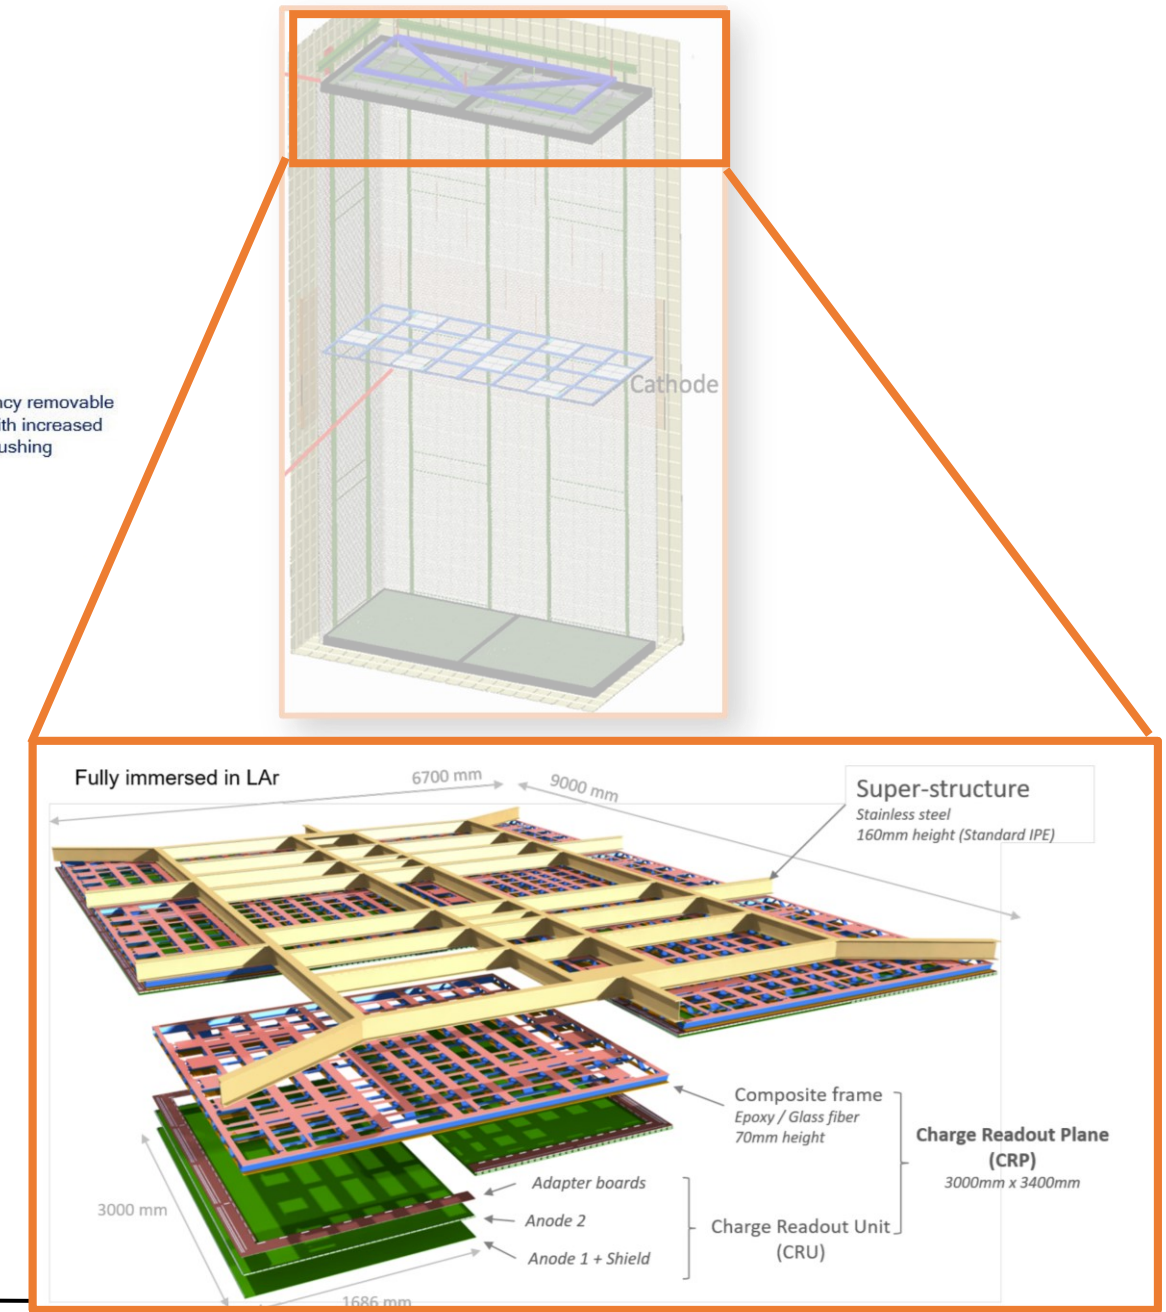 Cathode
ncy removable
ith increased
ushing
Fully immersed in LAr
6700 mm
9000 mm
Super-structure
Stainless steel
160mm height (Standard IPE)
Composite frame
Epoxy / Glass fiber
70mm height
Charge Readout Plane
(CRP)
3000mm x 3400mm
Adapter boards
Anode 2
Anode 1 + Shield
Charge Readout Unit
(CRU)
3000 mm
1686 mm